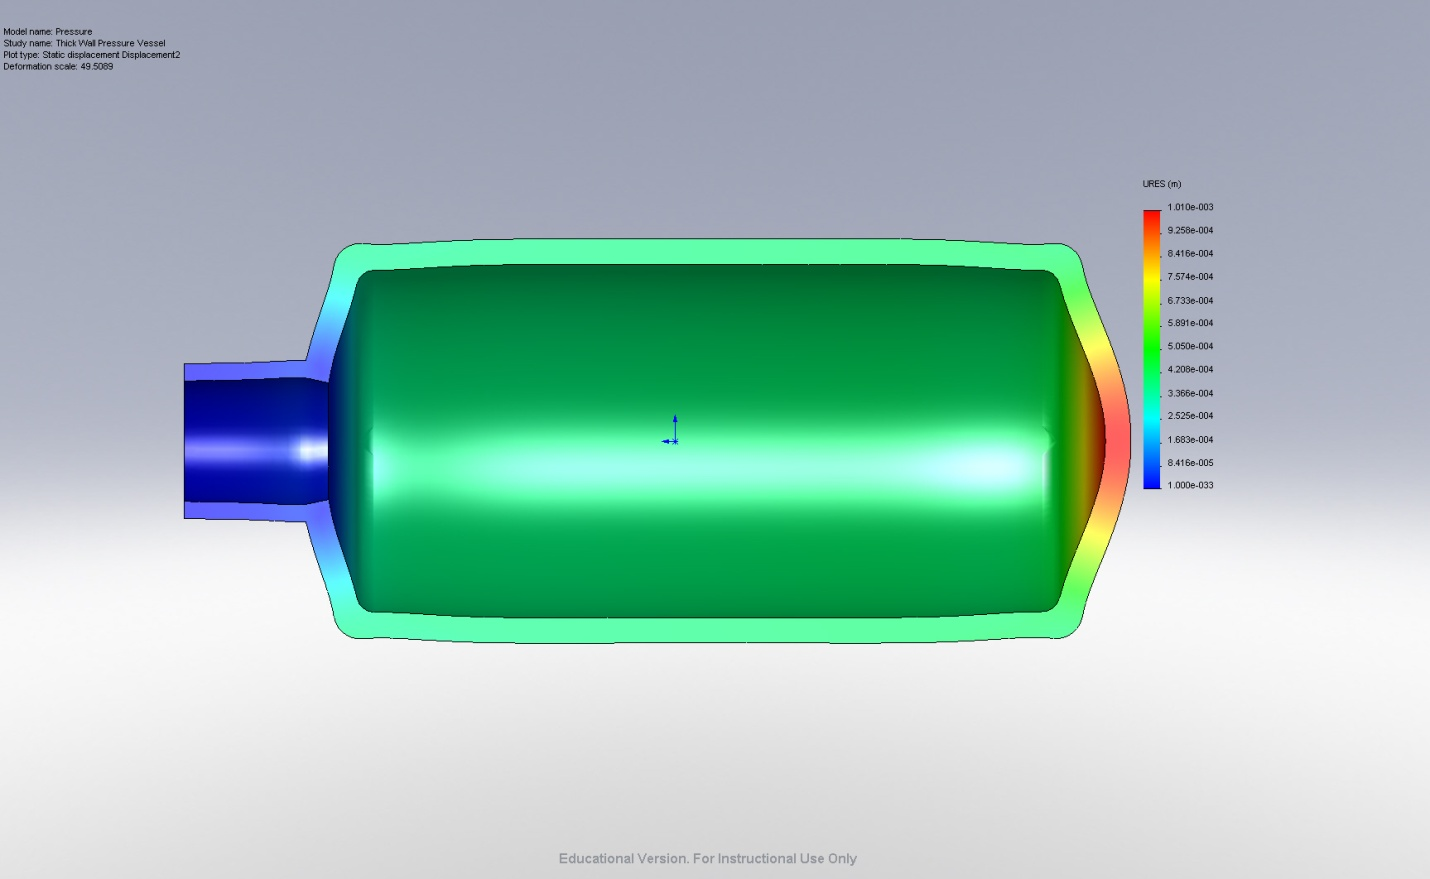 Model name: Pressure
Study name: Thick Wall Pressure Vessel
Plot type: Static displacement Displacement2
Deformation scale: 49.5089
URES (m)
1.010e-003
9.258e-004
8.416e-004
7.574e-004
6.733e-004
5.891e-004
5.050e-004
4.208e-004
3.366e-004
2.525e-004
1.683e-004
8.416e-005
1.000e-033
Educational Version. For Instructional Use Only